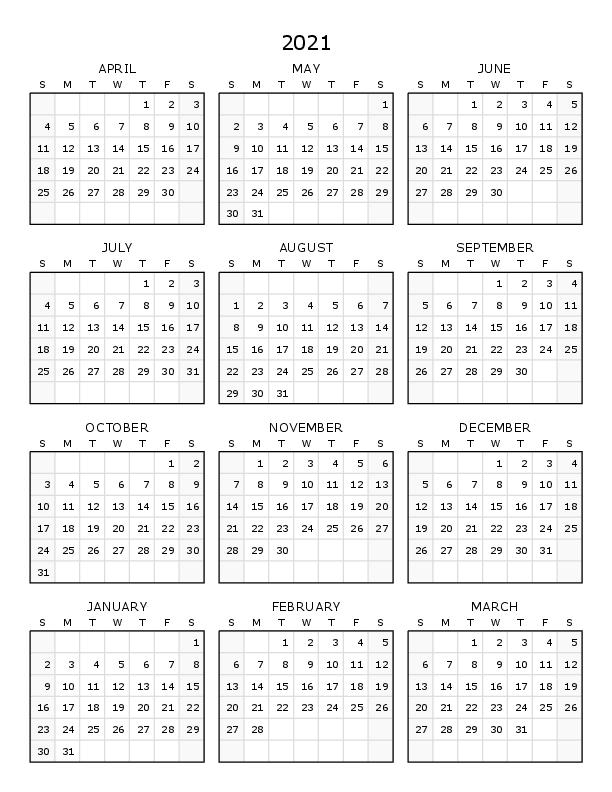 2021
APRIL MAY JUNE
S M T W T F S S M T W T F S S M T W T F S
1 2 3 1 1 2 3 4 5
4 5 6 7 8 9 10 2 3 4 5 6 7 8 6 7 8 9 10 11 12
11 12 13 14 15 16 17 9 10 11 12 13 14 15 13 14 15 16 17 18 19
18 19 20 21 22 23 24 16 17 18 19 20 21 22 20 21 22 23 24 25 26
25 26 27 28 29 30 23 24 25 26 27 28 29 27 28 29 30
30 31
JULY AUGUST SEPTEMBER
S M T W T F S S M T W T F S S M T W T F S
1 2 3 1 2 3 4
4 5 6 7 8 9 10 1 2 3 4 5 6 7 5 6 7 8 9 10 11
11 12 13 14 15 16 17 8 9 10 11 12 13 14 12 13 14 15 16 17 18
18 19 20 21 22 23 24 15 16 17 18 19 20 21 19 20 21 22 23 24 25
25 26 27 28 29 30 31 22 23 24 25 26 27 28 26 27 28 29 30
29 30 31
OCTOBER NOVEMBER DECEMBER
S M T W T F S S M T W T F S S M T W T F S
1 2 1 2 3 4 5 6 1 2 3 4
3 4 5 6 7 8 9 7 8 9 10 11 12 13 5 6 7 8 9 10 11
10 11 12 13 14 15 16 14 15 16 17 18 19 20 12 13 14 15 16 17 18
17 18 19 20 21 22 23 21 22 23 24 25 26 27 19 20 21 22 23 24 25
24 25 26 27 28 29 30 28 29 30 26 27 28 29 30 31
31
JANUARY FEBRUARY MARCH
S M T W T F S S M T W T F S S M T W T F S
1 1 2 3 4 5 1 2 3 4 5
2 3 4 5 6 7 8 6 7 8 9 10 11 12 6 7 8 9 10 11 12
9 10 11 12 13 14 15 13 14 15 16 17 18 19 13 14 15 16 17 18 19
16 17 18 19 20 21 22 20 21 22 23 24 25 26 20 21 22 23 24 25 26
23 24 25 26 27 28 29 27 28 27 28 29 30 31
30 31